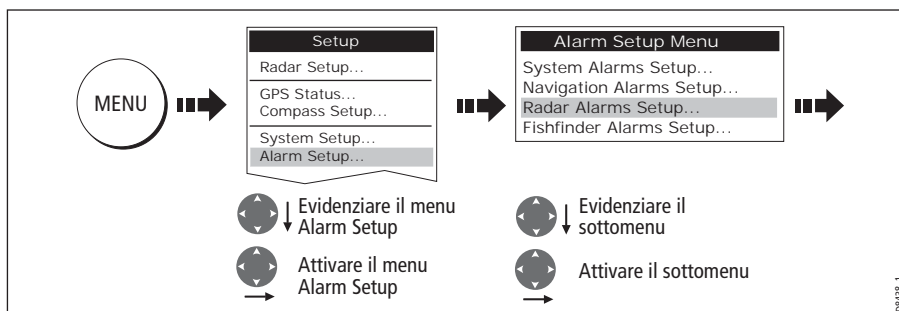 MENU
Setup
Radar Setup...
GPS Status...
Compass Setup...
System Setup...
Alarm Setup...
Evidenziare il menu
Alarm Setup
Attivare il menu
Alarm Setup
Alarm Setup Menu
System Alarms Setup...
Navigation Alarms Setup...
Radar Alarms Setup...
Fishfinder Alarms Setup...
Evidenziare il
sottomenu
Attivare il sottomenu